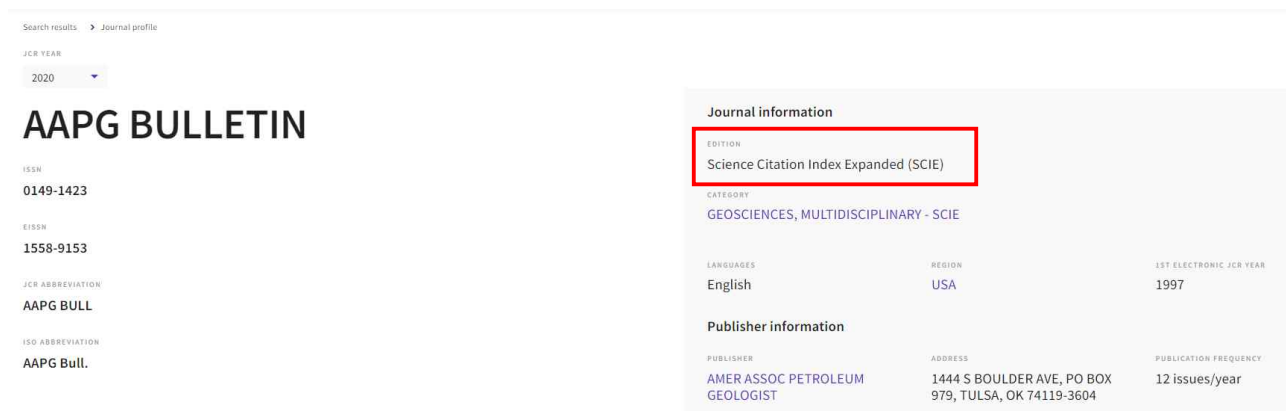 Search results > Journal profile
JCR YEAR
2020
AAPG BULLETIN
ISSN
0149-1423
EISSN
1558-9153
JCR ABBREVIATION
AAPG BULL
ISO ABBREVIATION
AAPG Bull.
Journal information
EDITION
Science Citation Index Expanded (SCIE)
CATEGORY
GEOSCIENCES, MULTIDISCIPLINARY - SCIE
LANGUAGES
English
REGION
USA
1ST ELECTRONIC JCR YEAR
1997
Publisher information
PUBLISHER
AMER ASSOC PETROLEUM
GEOLOGIST
ADDRESS
1444 S BOULDER AVE, PO BOX
979, TULSA, OK 74119-3604
PUBLICATION FREQUENCY
12 issues/year